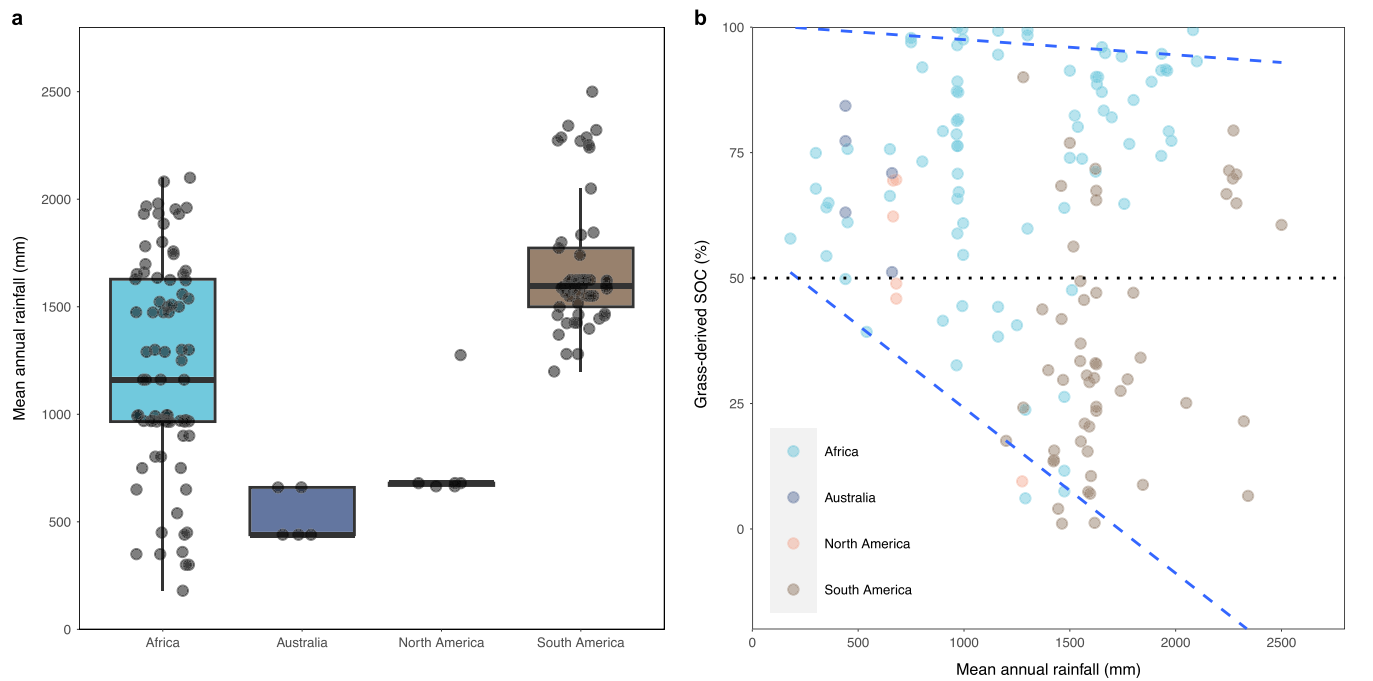 a
Mean annual rainfall (mm)
2500
2000
1500
1000
500
0
Africa
Australia
North America
South America
b
Grass-derived SOC (%)
100
75
50
25
0
Africa
Australia
North America
South America
0
500
1000
1500
2000
2500
Mean annual rainfall (mm)